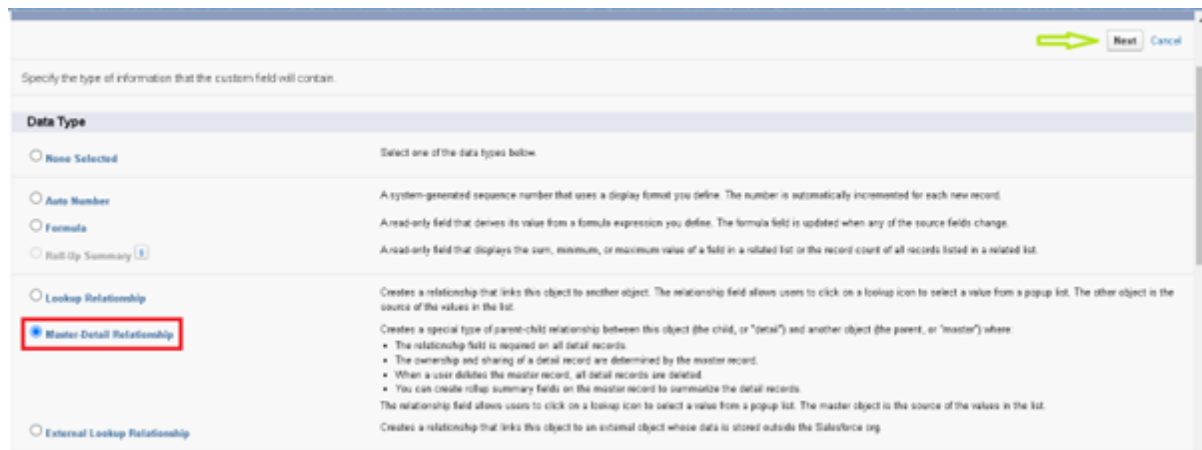 Next Cancel
Specify the type of information that the custom field will contain.
Data Type
None Selected
Select one of the data types below.
Auto Number
A system-generated sequence number that uses a display format you define. The number is automatically incremented for each new record.
Formula
A read-only field that derives its value from a formula expression you define. The formula field is updated when any of the source fields change.
Roll-Up Summary
A read-only field that displays the sum, minimum, or maximum value of a field in a related list or the record count of all records listed in a related list.
Lookup Relationship
Creates a relationship that links this object to another object. The relationship field allows users to click on a lookup icon to select a value from a popup list. The other object is the
source of the values in the list.
Master-Detail Relationship
Creates a special type of parent-child relationship between this object (the child, or "detail") and another object (the parent, or "master") where:
• The relationship field is required on all detail records.
• The ownership and sharing of a detail record are determined by the master record.
• When a user deletes the master record, all detail records are deleted.
• You can create rollup summary fields on the master record to summarize the detail records.
The relationship field allows users to click on a lookup icon to select a value from a popup list. The master object is the source of the values in the list.
External Lookup Relationship
Creates a relationship that links this object to an external object whose data is stored outside the Salesforce org.